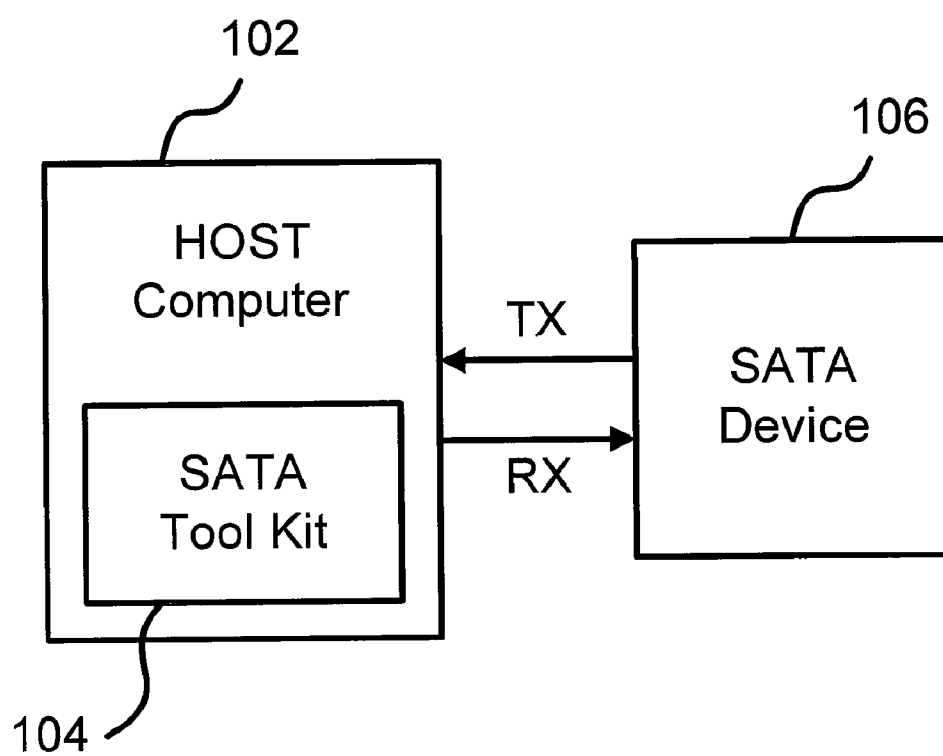 102
106
HOST
Computer
TX
SATA
Device
RX
SATA
Tool Kit
104